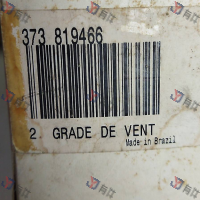 373 819466
2 GRADE DE VENT
Made in Brazil